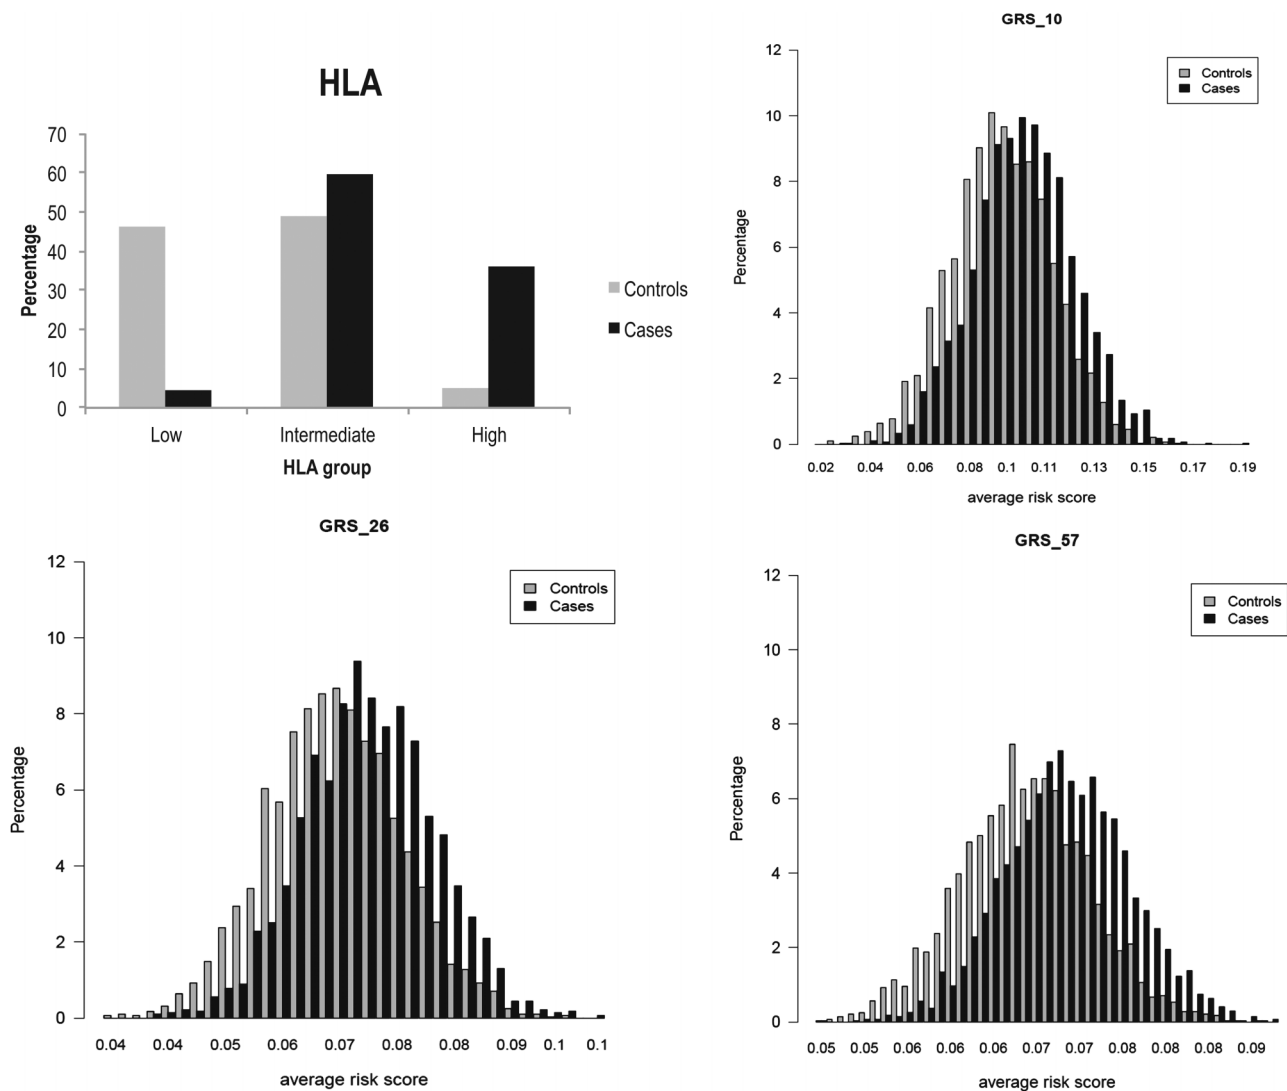 HLA
70
60
50
40
30
20
10
0
Percentage
Low Intermediate High
HLA group
Controls
Cases
GRS_10
12
10
8
6
4
2
0
Percentage
Controls
Cases
0.02 0.04 0.06 0.08 0.1 0.11 0.13 0.15 0.17 0.19
average risk score
GRS_26
12
10
8
6
4
2
0
Percentage
Controls
Cases
0.04 0.04 0.05 0.06 0.07 0.08 0.08 0.09 0.1 0.1
average risk score
GRS_57
12
10
8
6
4
2
0
Percentage
Controls
Cases
0.05 0.05 0.06 0.06 0.06 0.07 0.07 0.08 0.08 0.08 0.09
average risk score